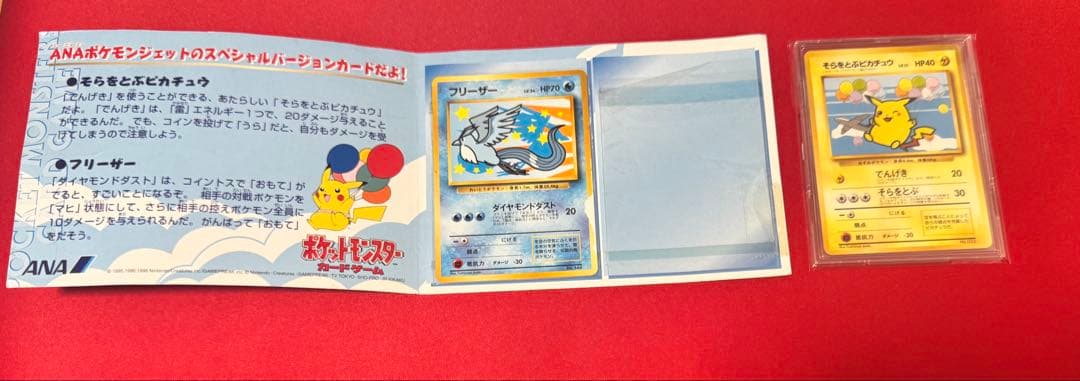 ANAポケモンジェットのスペシャルバージョンカードだよ!
●そらをとぶピカチュウ
「でんげき」を使うことができる、あたらしい「そらをとぶピカチュウ」
だよ。「でんげき」は、「雷」エネルギー1つで、20ダメージ与えること
ができるんだ。でも、コインを投げて「うら」だと、自分もダメージを受
けてしまうので注意しよう。
●フリーザー
「ダイヤモンドダスト」は、コイントスで「おもて」が
でると、すごいことになるぞ。相手の対戦ポケモンを
「マヒ」状態にして、さらに相手の控えポケモン全員に
10ダメージを与えられるんだ。がんばって「おもて」
をだそう。
ポケットモンスター
カードゲーム
ANA
フリーザー HP70
ダイヤモンドダスト 20
にげる
弱点
抵抗力 ダメージ -30
そらをとぶピカチュウ HP40
でんげき 20
そらをとぶ 30
にげる
弱点
抵抗力 ダメージ -30